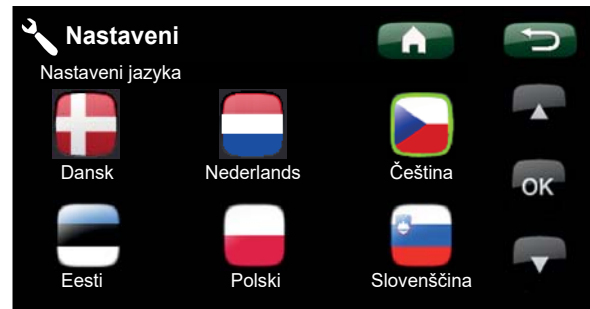 Nastaveni
Nastaveni jazyka
Dansk Nederlands Čeština
OK
Eesti Polski Slovenščina